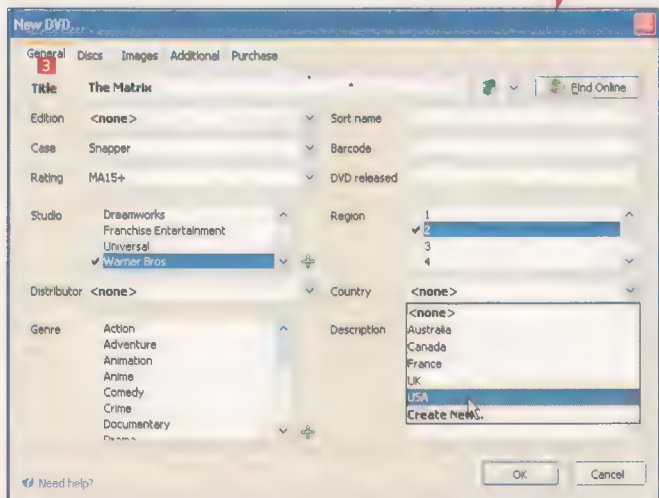 New DVD...
General Discs Images Additional Purchase
3
Title The Matrix Find Online
Edition <none> Sort name
Case Snapper Barcode
Rating MA15+ DVD released
Studio Dreamworks Region 1
Franchise Entertainment 2
Universal 3
Warner Bros 4
Distributor <none> Country <none>
<none>
Genre Action Description Australia
Adventure Canada
Animation France
Anime UK
Comedy USA
Crime Create New...
Documentary
Drama
Need help? OK Cancel